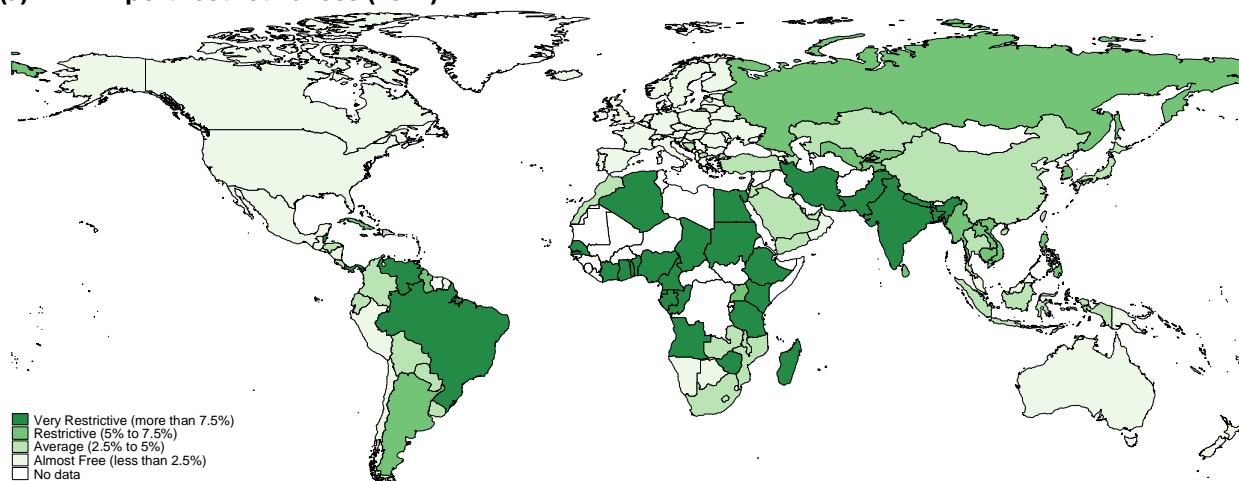 Very Restrictive (more than 7.5%)
Restrictive (5% to 7.5%)
Average (2.5% to 5%)
Almost Free (less than 2.5%)
No data